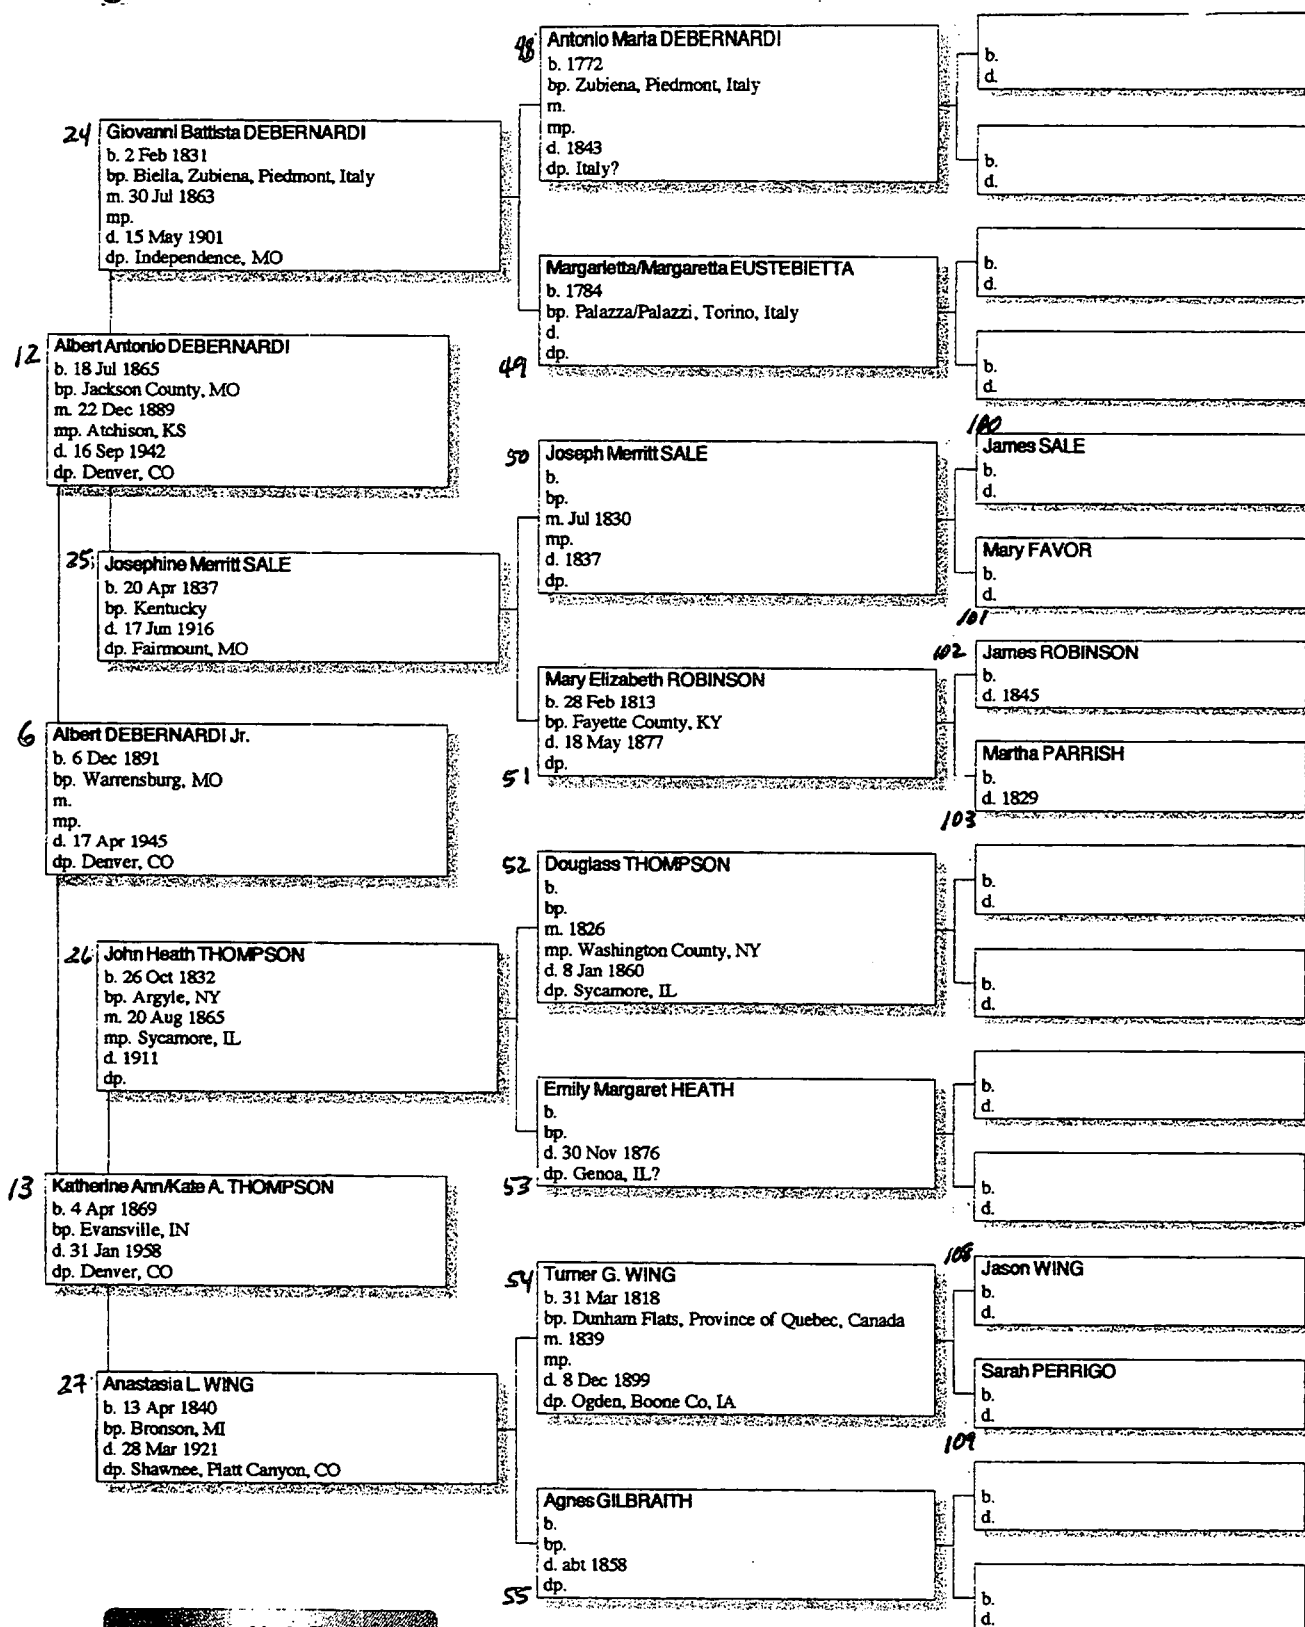 48
Antonio Maria DEBERNARDI
b. 1772
bp. Zubiena, Piedmont, Italy
m.
mp.
d. 1843
dp. Italy?
b.
d.
b.
d.
24
Giovanni Battista DEBERNARDI
b. 2 Feb 1831
bp. Biella, Zubiena, Piedmont, Italy
m. 30 Jul 1863
mp.
d. 15 May 1901
dp. Independence, MO
Margarietta/Margaretta EUSTEBIETTA
b. 1784
bp. Palazza/Palazzi, Torino, Italy
d.
dp.
49
b.
d.
b.
d.
12
Albert Antonio DEBERNARDI
b. 18 Jul 1865
bp. Jackson County, MO
m. 22 Dec 1889
mp. Atchison, KS
d. 16 Sep 1942
dp. Denver, CO
50
Joseph Merritt SALE
b.
bp.
m. Jul 1830
mp.
d. 1837
dp.
100
James SALE
b.
d.
Mary FAVOR
b.
d.
101
25
Josephine Merritt SALE
b. 20 Apr 1837
bp. Kentucky
d. 17 Jun 1916
dp. Fairmount, MO
Mary Elizabeth ROBINSON
b. 28 Feb 1813
bp. Fayette County, KY
d. 18 May 1877
dp.
51
102
James ROBINSON
b.
d. 1845
Martha PARRISH
b.
d. 1829
103
6
Albert DEBERNARDI Jr.
b. 6 Dec 1891
bp. Warrensburg, MO
m.
mp.
d. 17 Apr 1945
dp. Denver, CO
52
Douglass THOMPSON
b.
bp.
m. 1826
mp. Washington County, NY
d. 8 Jan 1860
dp. Sycamore, IL
b.
d.
b.
d.
26
John Heath THOMPSON
b. 26 Oct 1832
bp. Argyle, NY
m. 20 Aug 1865
mp. Sycamore, IL
d. 1911
dp.
Emily Margaret HEATH
b.
bp.
d. 30 Nov 1876
dp. Genoa, IL?
53
b.
d.
b.
d.
13
Katherine Ann/Kate A. THOMPSON
b. 4 Apr 1869
bp. Evansville, IN
d. 31 Jan 1958
dp. Denver, CO
54
Turner G. WING
b. 31 Mar 1818
bp. Dunham Flats, Province of Quebec, Canada
m. 1839
mp.
d. 8 Dec 1899
dp. Ogden, Boone Co, IA
108
Jason WING
b.
d.
Sarah PERRIGO
b.
d.
109
27
Anastasia L. WING
b. 13 Apr 1840
bp. Bronson, MI
d. 28 Mar 1921
dp. Shawnee, Platt Canyon, CO
Agnes GILBRAITH
b.
bp.
d. abt 1858
dp.
55
b.
d.
b.
d.